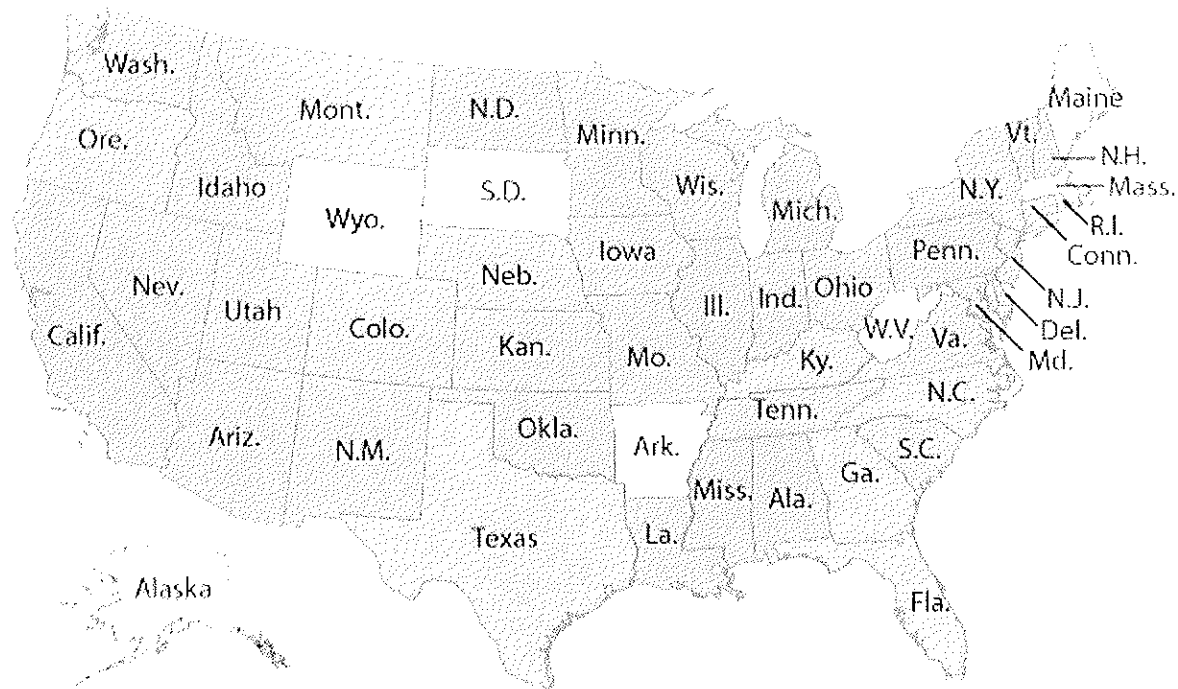 Wash.
Mont.
N.D.
Minn.
Maine
Ore.
Vt.
N.H.
Idaho
Wyo.
S.D.
Wis.
Mich.
N.Y.
Mass.
R.I.
Conn.
Nev.
Utah
Colo.
Neb.
Iowa
Ill.
Ind.
Ohio
Penn.
N.J.
Del.
Md.
Calif.
Kan.
Mo.
Ky.
W.V.
Va.
Ariz.
N.M.
Okla.
Ark.
Tenn.
N.C.
S.C.
Texas
La.
Miss.
Ala.
Ga.
Fla.
Alaska